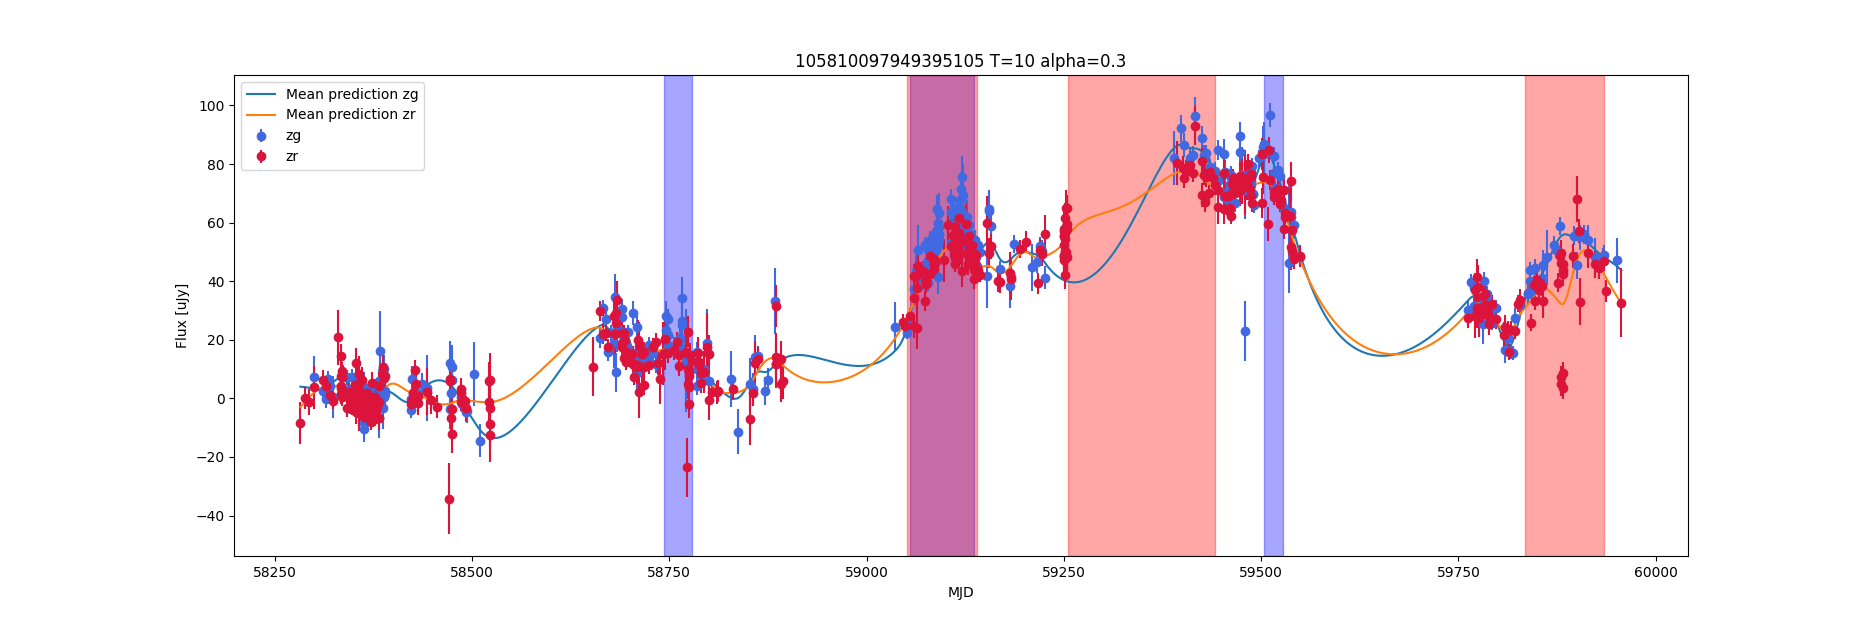 105810097949395105 T=10 alpha=0.3
Mean prediction zg
Mean prediction zr
zg
zr
Flux [uJy]
100
80
60
40
20
0
−20
−40
58250 58500 58750 59000 59250 59500 59750 60000
MJD